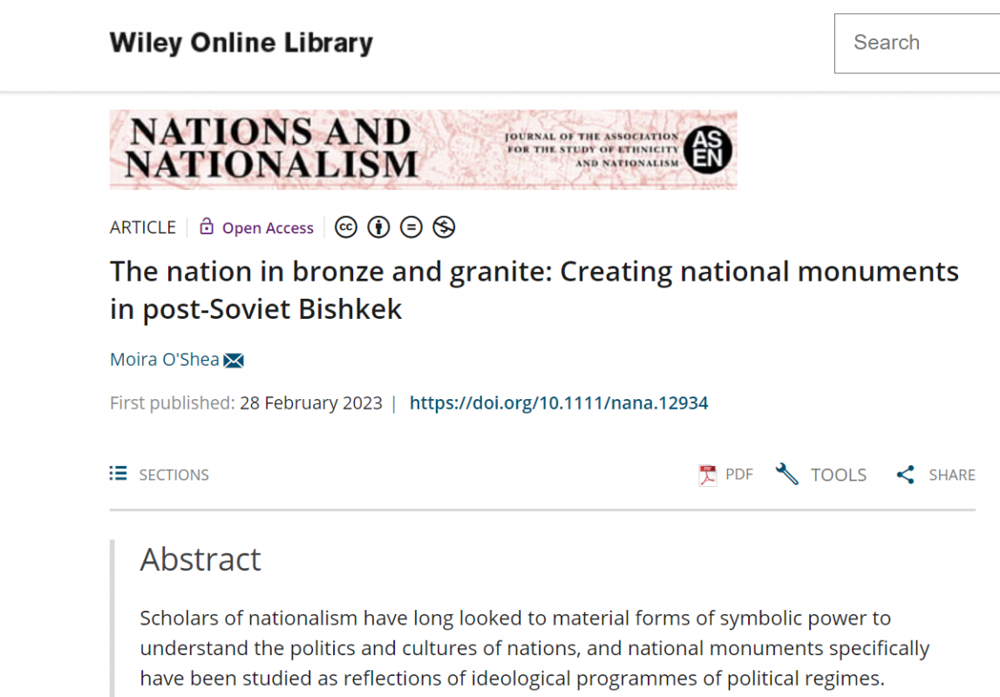 Wiley Online Library
Search
NATIONS AND
NATIONALISM
JOURNAL OF THE ASSOCIATION
FOR THE STUDY OF ETHNICITY
AND NATIONALISM
AS
EN
ARTICLE
Open Access
cc
The nation in bronze and granite: Creating national monuments
in post-Soviet Bishkek
Moira O'Shea
First published: 28 February 2023 | https://doi.org/10.1111/nana.12934
SECTIONS
PDF
PDF
TOOLS
SHARE
Abstract
Scholars of nationalism have long looked to material forms of symbolic power to
understand the politics and cultures of nations, and national monuments specifically
have been studied as reflections of ideological programmes of political regimes.